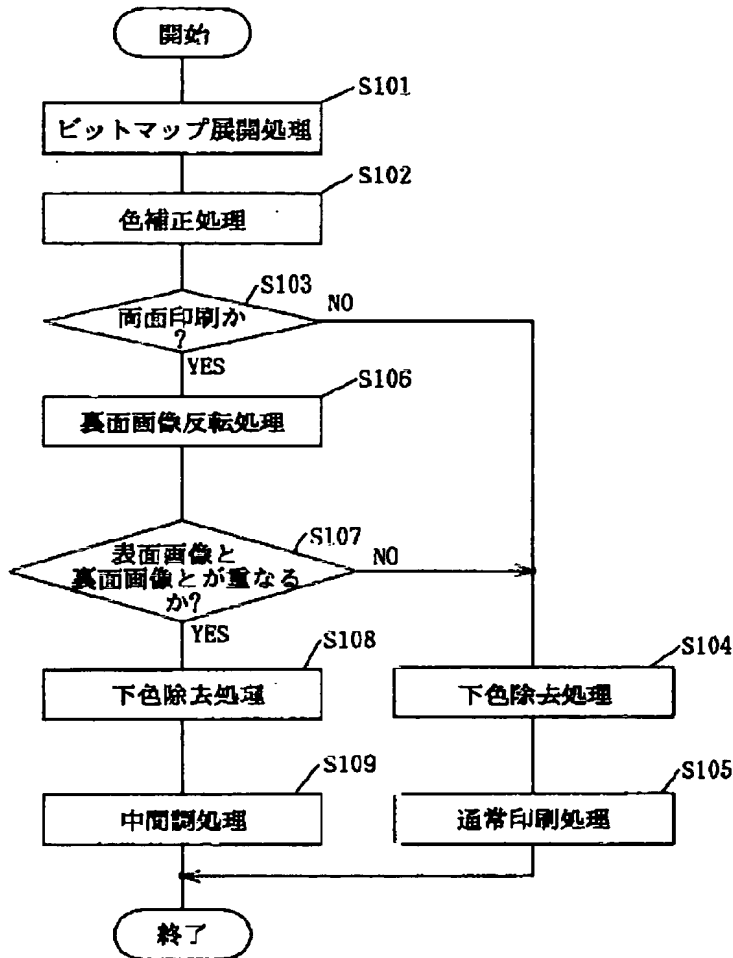 開始
S101
ビットマップ展開処理
S102
色補正処理
S103
両面印刷か
?
NO
YES
S106
裏面画像反転処理
S107
表面画像と
裏面画像とが重なる
か?
NO
YES
S108
下色除去処理
S104
下色除去処理
S109
中間調処理
S105
通常印刷処理
終了